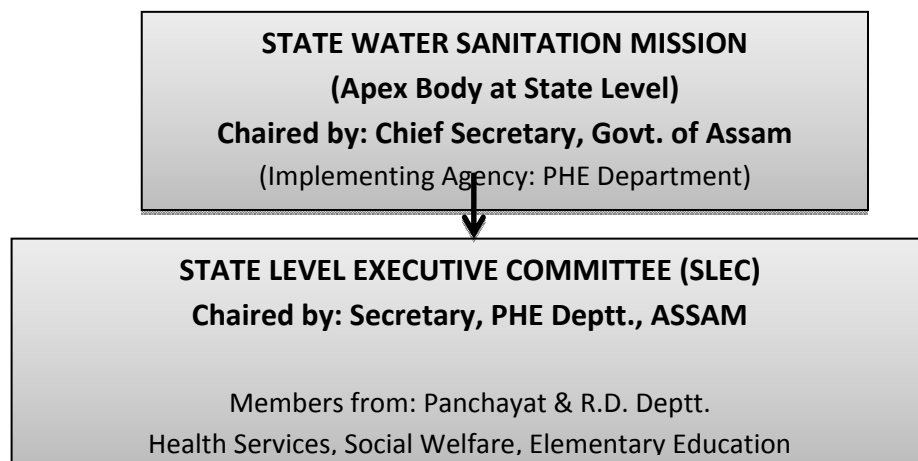 STATE WATER SANITATION MISSION
(Apex Body at State Level)
Chaired by: Chief Secretary, Govt. of Assam
(Implementing Agency: PHE Department)
STATE LEVEL EXECUTIVE COMMITTEE (SLEC)
Chaired by: Secretary, PHE Deptt., ASSAM
Members from: Panchayat & R.D. Deptt.
Health Services, Social Welfare, Elementary Education